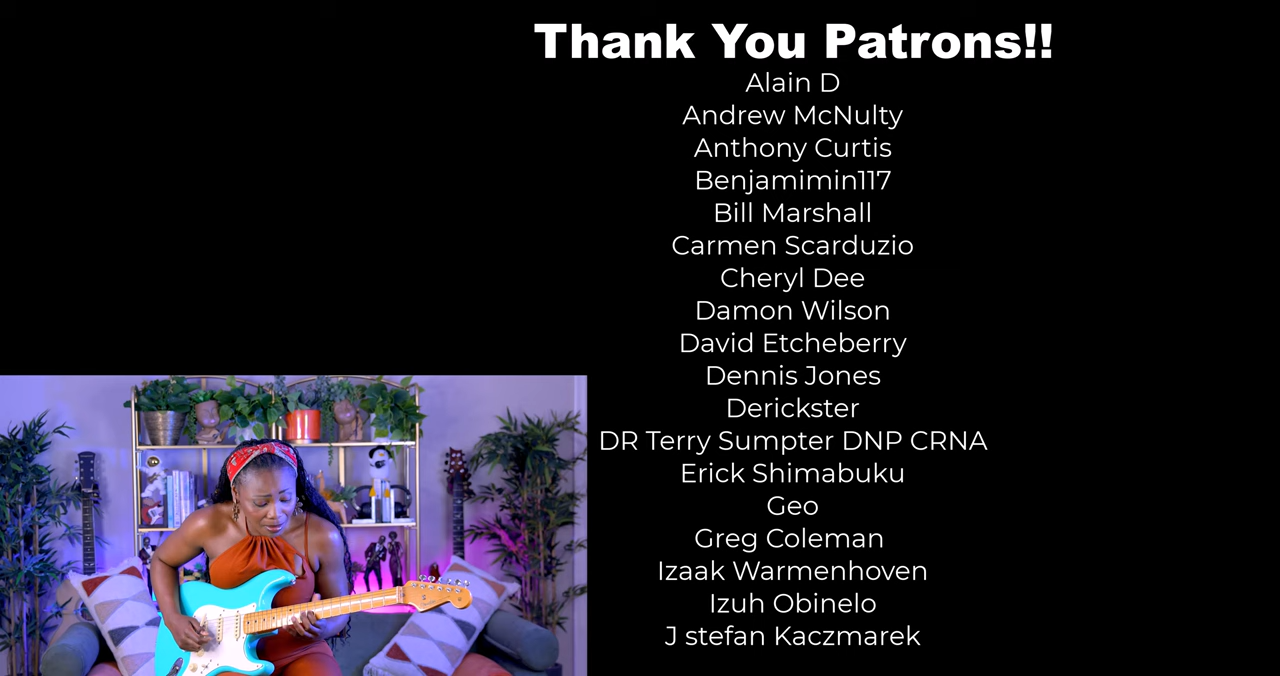 Thank You Patrons!!
Alain D
Andrew McNulty
Anthony Curtis
Benjamimin117
Bill Marshall
Carmen Scarduzio
Cheryl Dee
Damon Wilson
David Etcheberry
Dennis Jones
Derickster
DR Terry Sumpter DNP CRNA
Erick Shimabuku
Geo
Greg Coleman
Izaak Warmenhoven
Izuh Obinelo
J stefan Kaczmarek